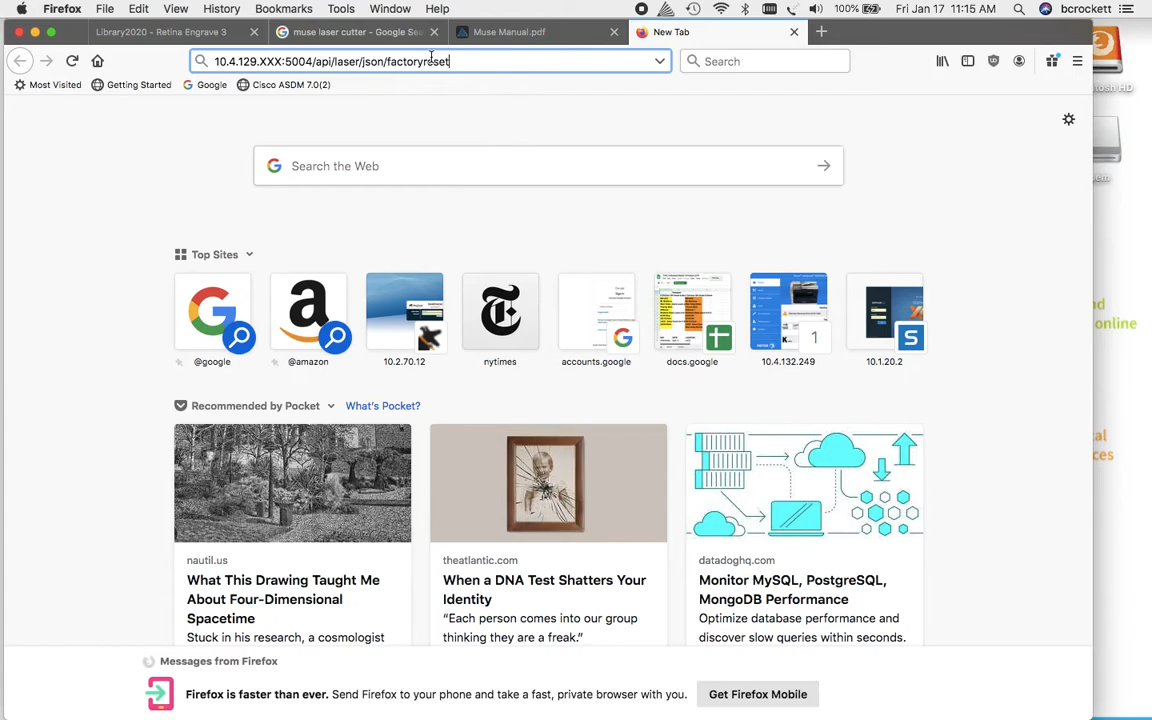 Firefox File Edit View History Bookmarks Tools Window Help 100% Fri Jan 17 11:15 AM bcrockett
Library2020 - Retina Engrave 3 muse laser cutter - Google Sea Muse Manual.pdf New Tab
10.4.129.XXX:5004/api/laser/json/factoryreset Search
Most Visited Getting Started Google Cisco ASDM 7.0(2)
Search the Web
Top Sites
@google @amazon 10.2.70.12 nytimes accounts.google docs.google 10.4.132.249 10.1.20.2
Recommended by Pocket What's Pocket?
nautil.us
What This Drawing Taught Me
About Four-Dimensional
Spacetime
Stuck in his research, a cosmologist
theatlantic.com
When a DNA Test Shatters Your
Identity
“Each person comes into our group
thinking they are a freak.”
datadoghq.com
Monitor MySQL, PostgreSQL,
MongoDB Performance
Optimize database performance and
discover slow queries within seconds.
Messages from Firefox
Firefox is faster than ever. Send Firefox to your phone and take a fast, private browser with you. Get Firefox Mobile